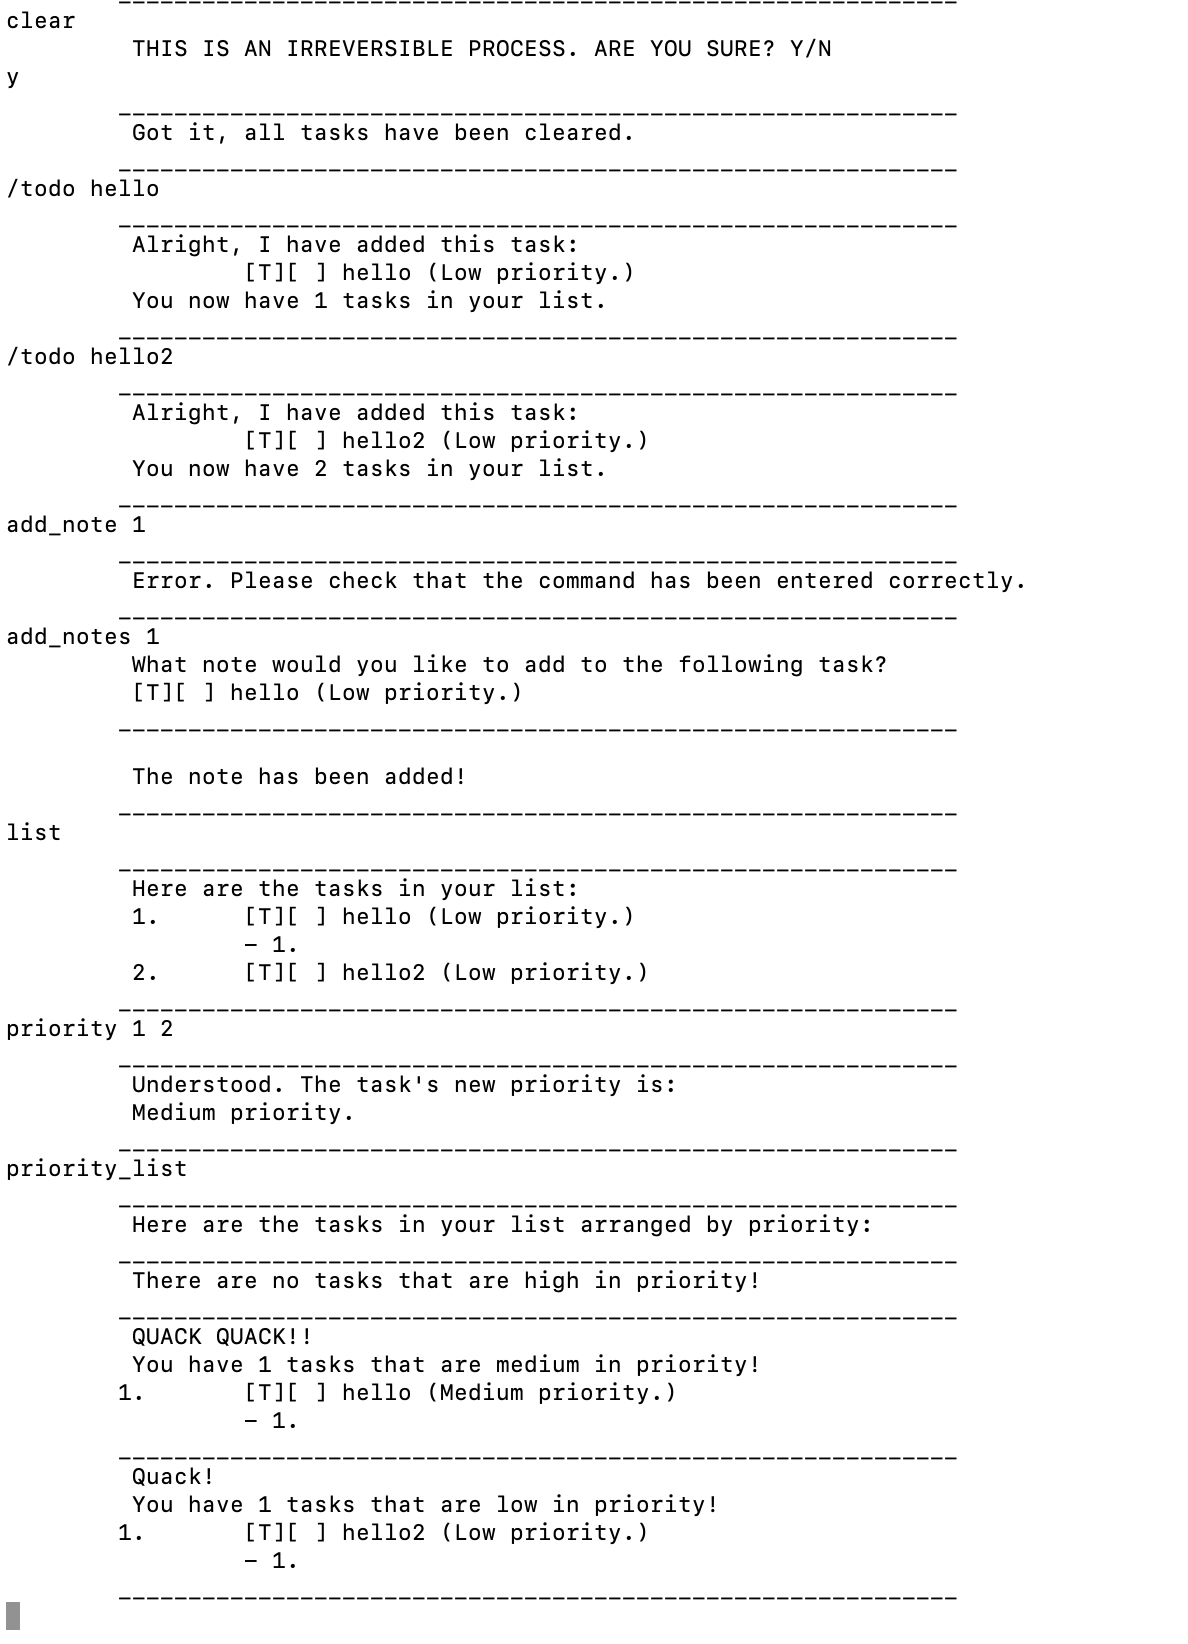 clear
THIS IS AN IRREVERSIBLE PROCESS. ARE YOU SURE? Y/N
y
____________________________________________________________
Got it, all tasks have been cleared.
____________________________________________________________
/todo hello
____________________________________________________________
Alright, I have added this task:
[T][ ] hello (Low priority.)
You now have 1 tasks in your list.
____________________________________________________________
/todo hello2
____________________________________________________________
Alright, I have added this task:
[T][ ] hello2 (Low priority.)
You now have 2 tasks in your list.
____________________________________________________________
add_note 1
____________________________________________________________
Error. Please check that the command has been entered correctly.
____________________________________________________________
add_notes 1
What note would you like to add to the following task?
[T][ ] hello (Low priority.)
____________________________________________________________
The note has been added!
____________________________________________________________
list
____________________________________________________________
Here are the tasks in your list:
1. [T][ ] hello (Low priority.)
– 1.
2. [T][ ] hello2 (Low priority.)
____________________________________________________________
priority 1 2
____________________________________________________________
Understood. The task's new priority is:
Medium priority.
____________________________________________________________
priority_list
____________________________________________________________
Here are the tasks in your list arranged by priority:
____________________________________________________________
There are no tasks that are high in priority!
____________________________________________________________
QUACK QUACK!!
You have 1 tasks that are medium in priority!
1. [T][ ] hello (Medium priority.)
– 1.
____________________________________________________________
Quack!
You have 1 tasks that are low in priority!
1. [T][ ] hello2 (Low priority.)
– 1.
____________________________________________________________